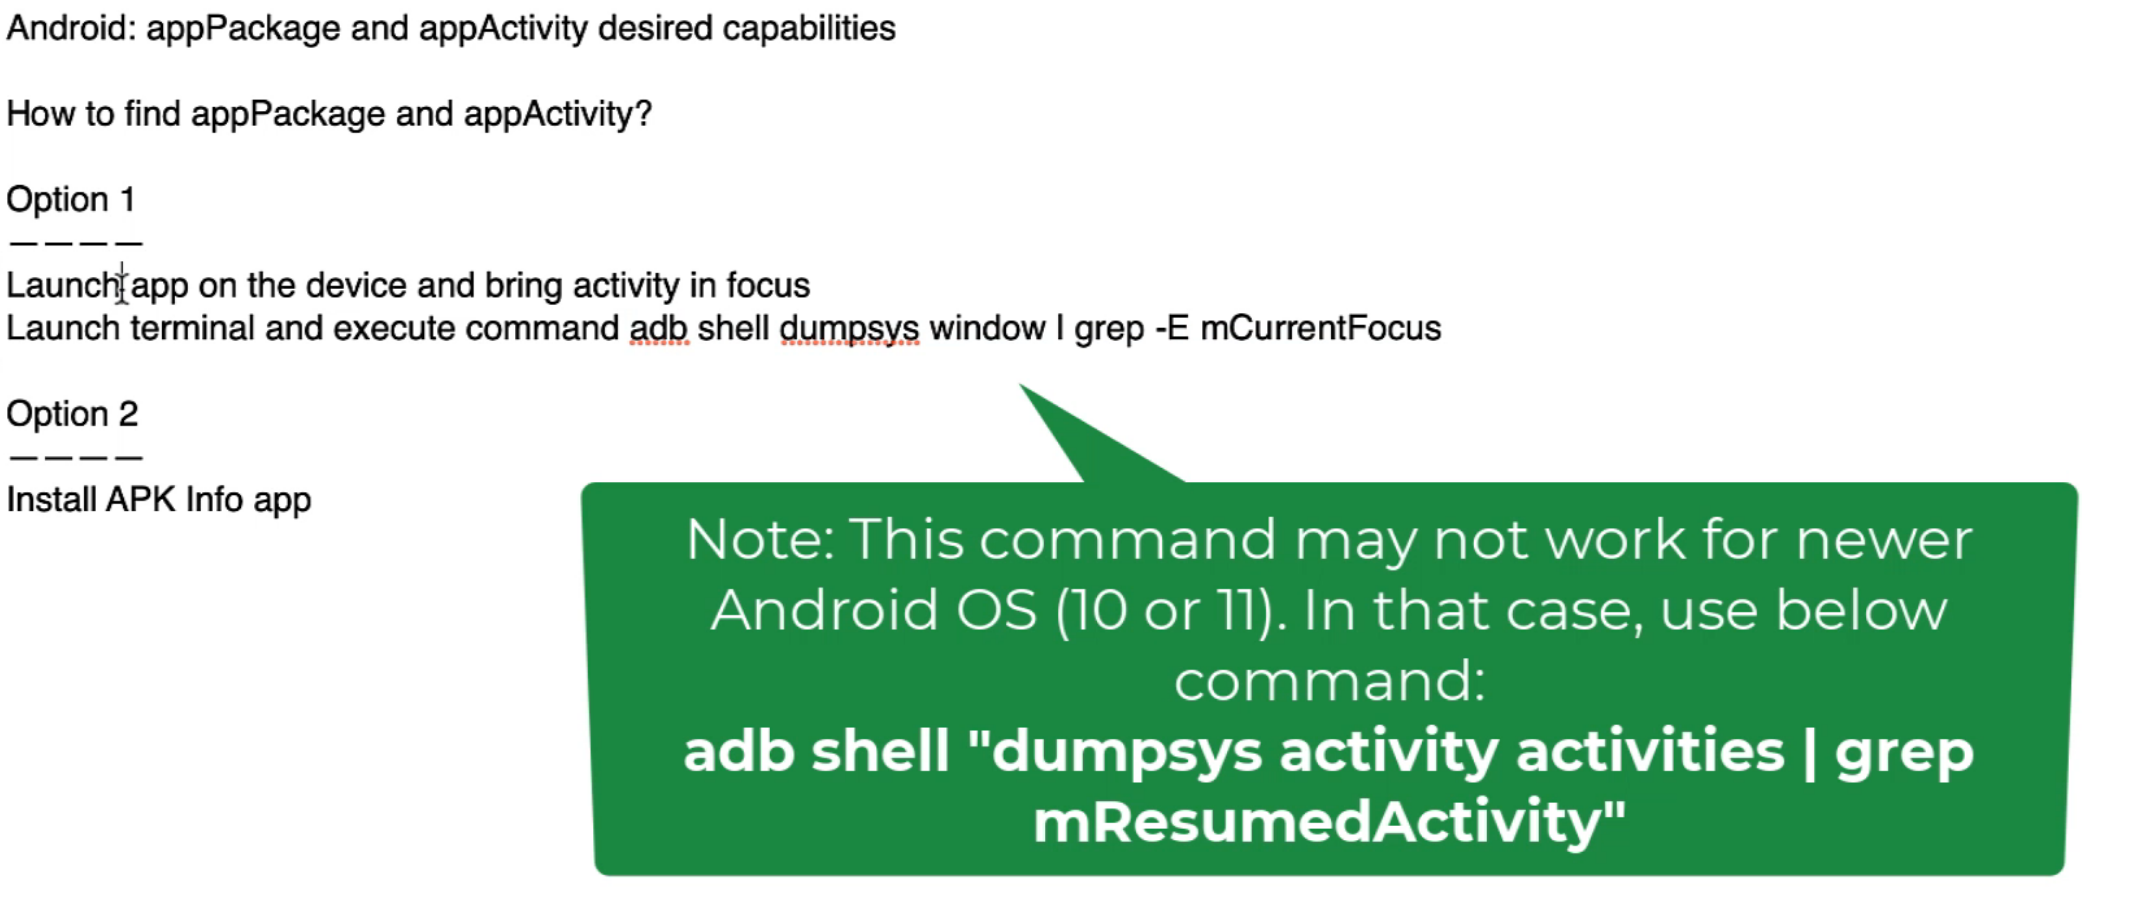 Android: appPackage and appActivity desired capabilities
How to find appPackage and appActivity?
Option 1
————
Launch app on the device and bring activity in focus
Launch terminal and execute command adb shell dumpsys window | grep -E mCurrentFocus
Option 2
————
Install APK Info app
Note: This command may not work for newer
Android OS (10 or 11). In that case, use below
command:
adb shell "dumpsys activity activities | grep
mResumedActivity"